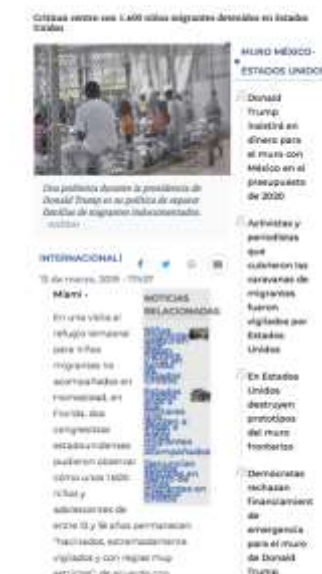 Critican centro con 1.600 niños migrantes detenidos en Estados
Unidos
Una polémica durante la presidencia de
Donald Trump es su política de separar
familias de migrantes indocumentados.
INTERNACIONAL|
12 de marzo, 2019 -
Miami -
En una visita al
refugio temporal
para niños
migrantes no
acompañados en
Homestead, en
Florida, dos
congresistas
estadounidenses
pudieron observar
cómo unos 1600
niños y
adolescentes de
entre 13 y 18 años permanecen
"hacinados, extremadamente
vigilados y con reglas muy
NOTICIAS
RELACIONADAS
MURO MÉXICO-
ESTADOS UNIDOS
Donald
Trump
insistirá en
dinero para
el muro con
México en el
presupuesto
de 2020
Activistas y
periodistas
que
cubrieron las
caravanas de
migrantes
fueron
vigilados por
Estados
Unidos
En Estados
Unidos
destruyen
prototipos
del muro
fronterizo
Demócratas
rechazan
financiamient
de
emergencia
para el muro
de Donald
Trump